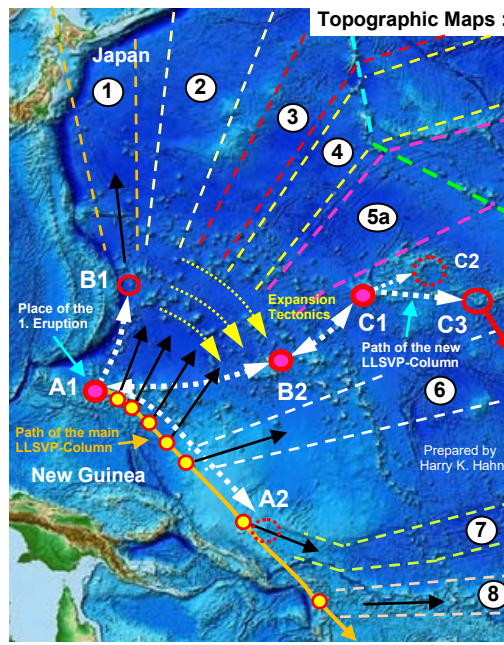 Topographic Maps :
Japan
1
2
3
4
5a
B1
C2
Place of the
1. Eruption
Expansion
Tectonics
C1
C3
Path of the new
LLSVP-Column
A1
B2
6
Path of the main
LLSVP-Column
Prepared by
Harry K. Hahn
New Guinea
A2
7
8